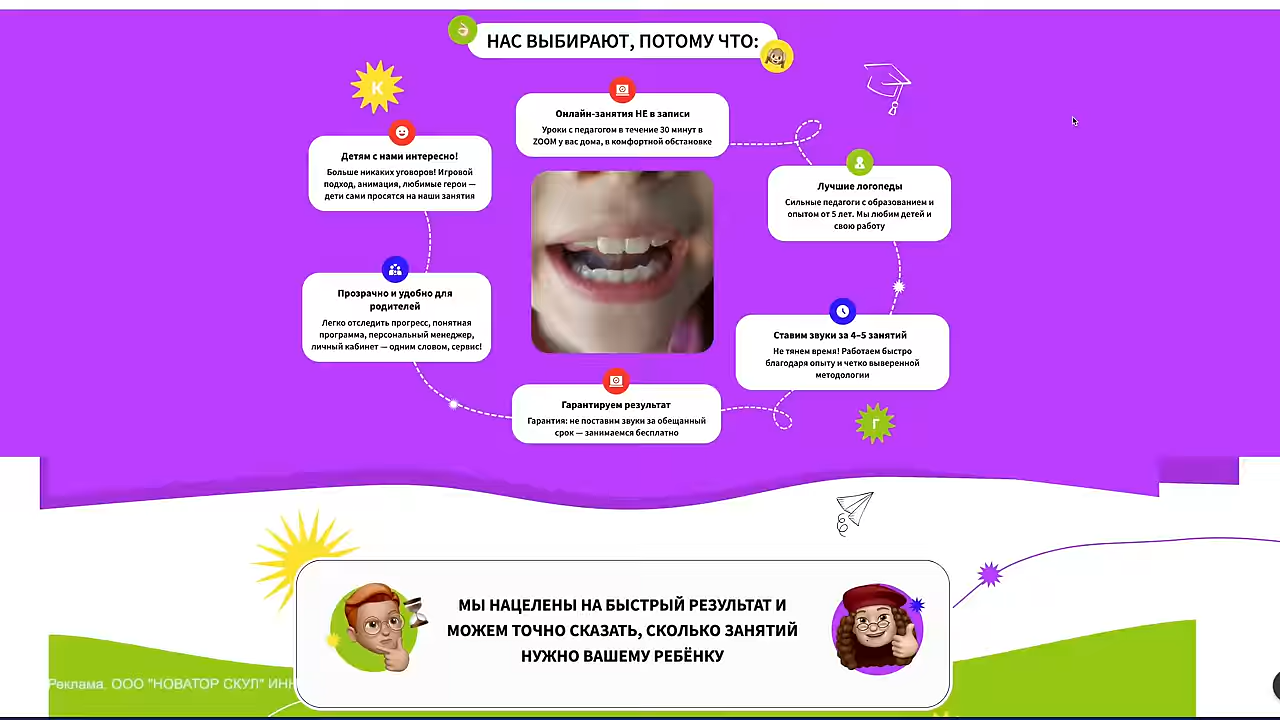 НАС ВЫБИРАЮТ, ПОТОМУ ЧТО:
К
Онлайн-занятия НЕ в записи
Уроки с педагогом в течение 30 минут в
ZOOM у вас дома, в комфортной обстановке
Детям с нами интересно!
Больше никаких уговоров! Игровой
подход, анимация, любимые герои —
дети сами просятся на наши занятия
Лучшие логопеды
Сильные педагоги с образованием и
опытом от 5 лет. Мы любим детей и
свою работу
Прозрачно и удобно для
родителей
Легко отследить прогресс, понятная
программа, персональный менеджер,
личный кабинет — одним словом, сервис!
Ставим звуки за 4–5 занятий
Не тянем время! Работаем быстро
благодаря опыту и четко выверенной
методологии
Гарантируем результат
Гарантия: не поставим звуки за обещанный
срок — занимаемся бесплатно
Г
МЫ НАЦЕЛЕНЫ НА БЫСТРЫЙ РЕЗУЛЬТАТ И
МОЖЕМ ТОЧНО СКАЗАТЬ, СКОЛЬКО ЗАНЯТИЙ
НУЖНО ВАШЕМУ РЕБЁНКУ
Реклама. ООО "НОВАТОР СКУЛ"